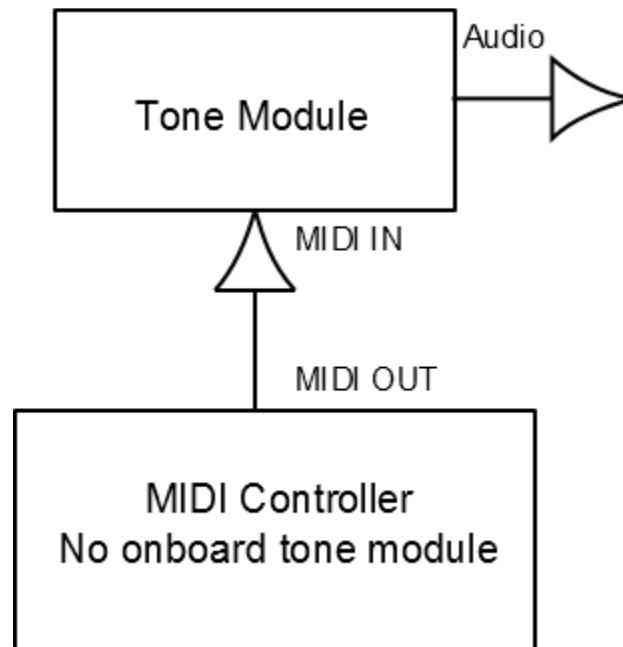 Audio
Tone Module
MIDI IN
MIDI OUT
MIDI Controller
No onboard tone module